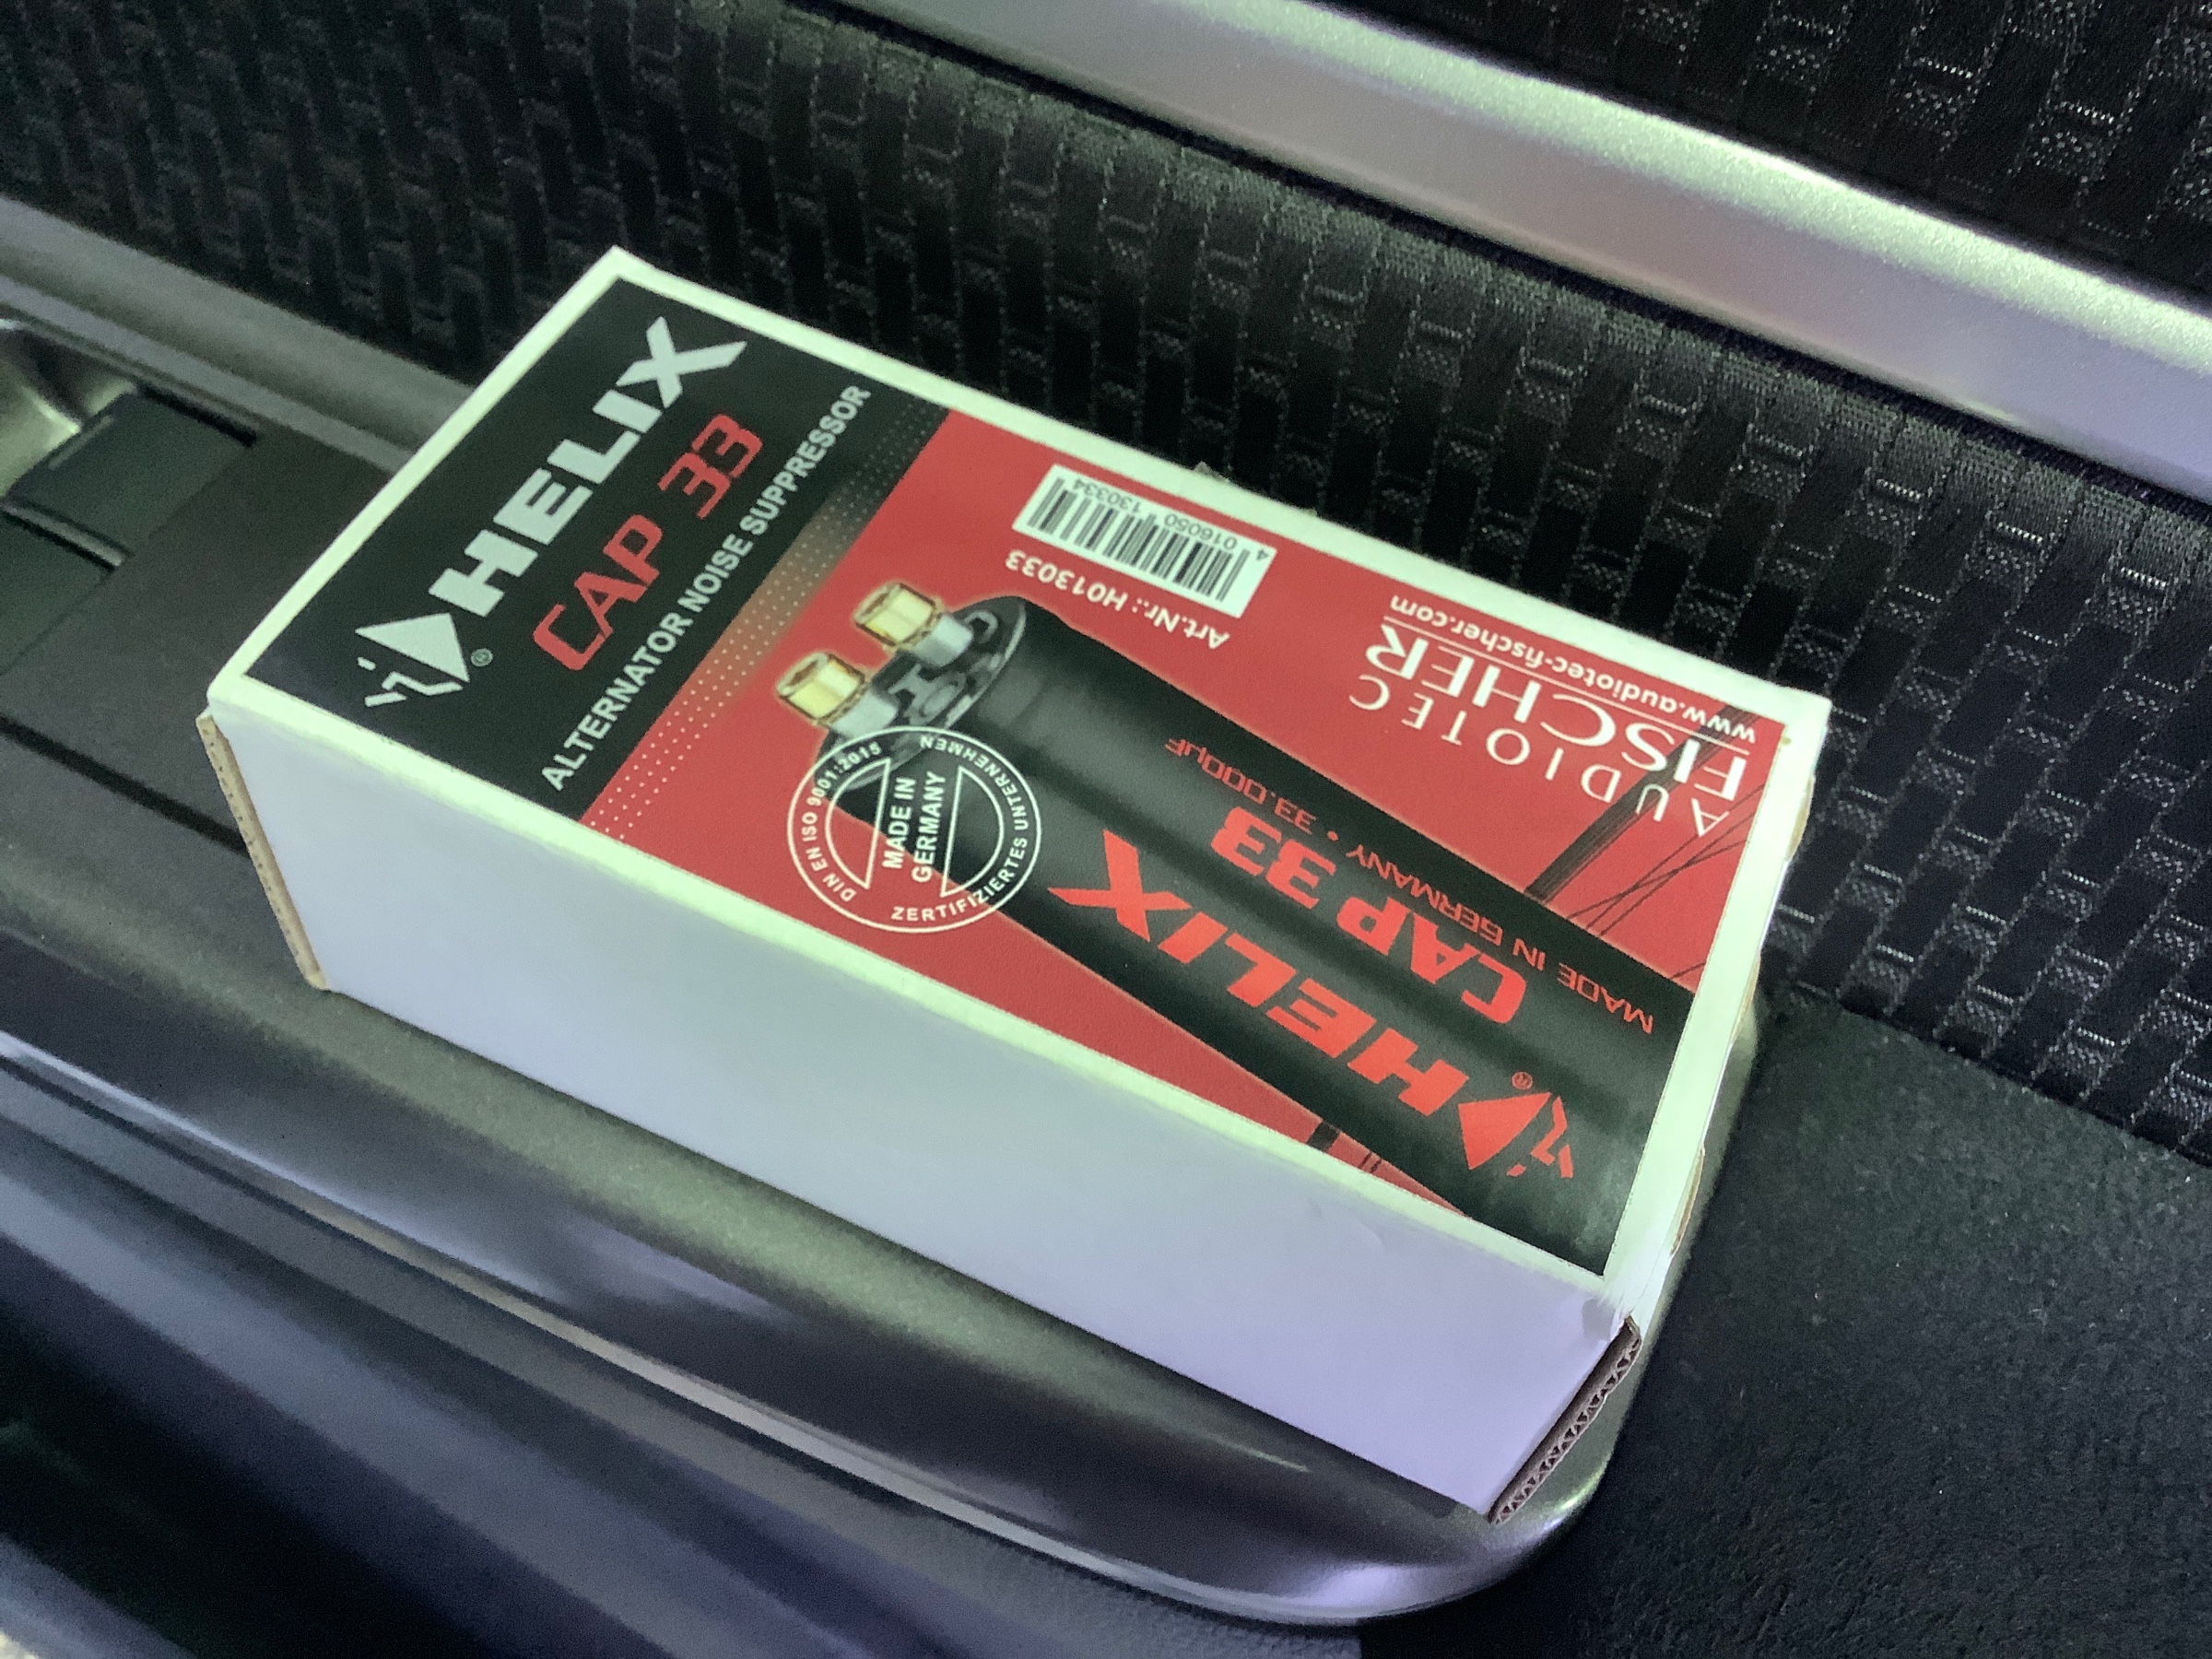 HELIX
®
CAP 33
ALTERNATOR NOISE SUPPRESSOR
4 016050 130334
Art.Nr.: H013033
AUDIOTEC
FISCHER
www.audiotec-fischer.com
DIN EN ISO 9001:2015
MADE IN
GERMANY
ZERTIFIZIERTES UNTERNEHMEN
HELIX
®
CAP 33
MADE IN GERMANY • 33.000µF